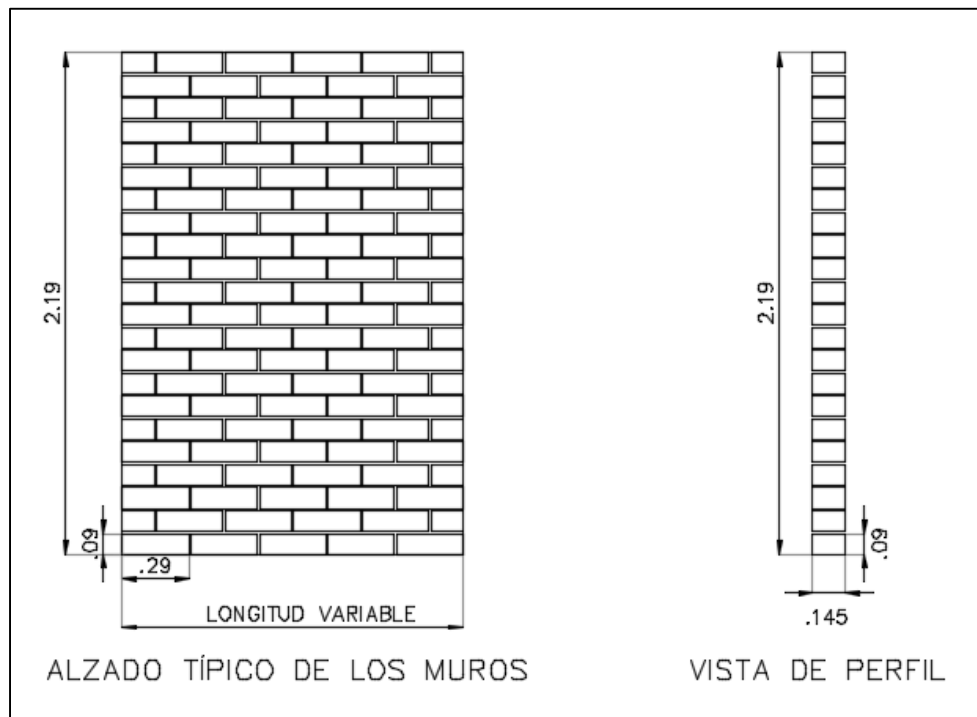 2.19
.09
.29
LONGITUD VARIABLE
ALZADO TÍPICO DE LOS MUROS
2.19
.09
.145
VISTA DE PERFIL